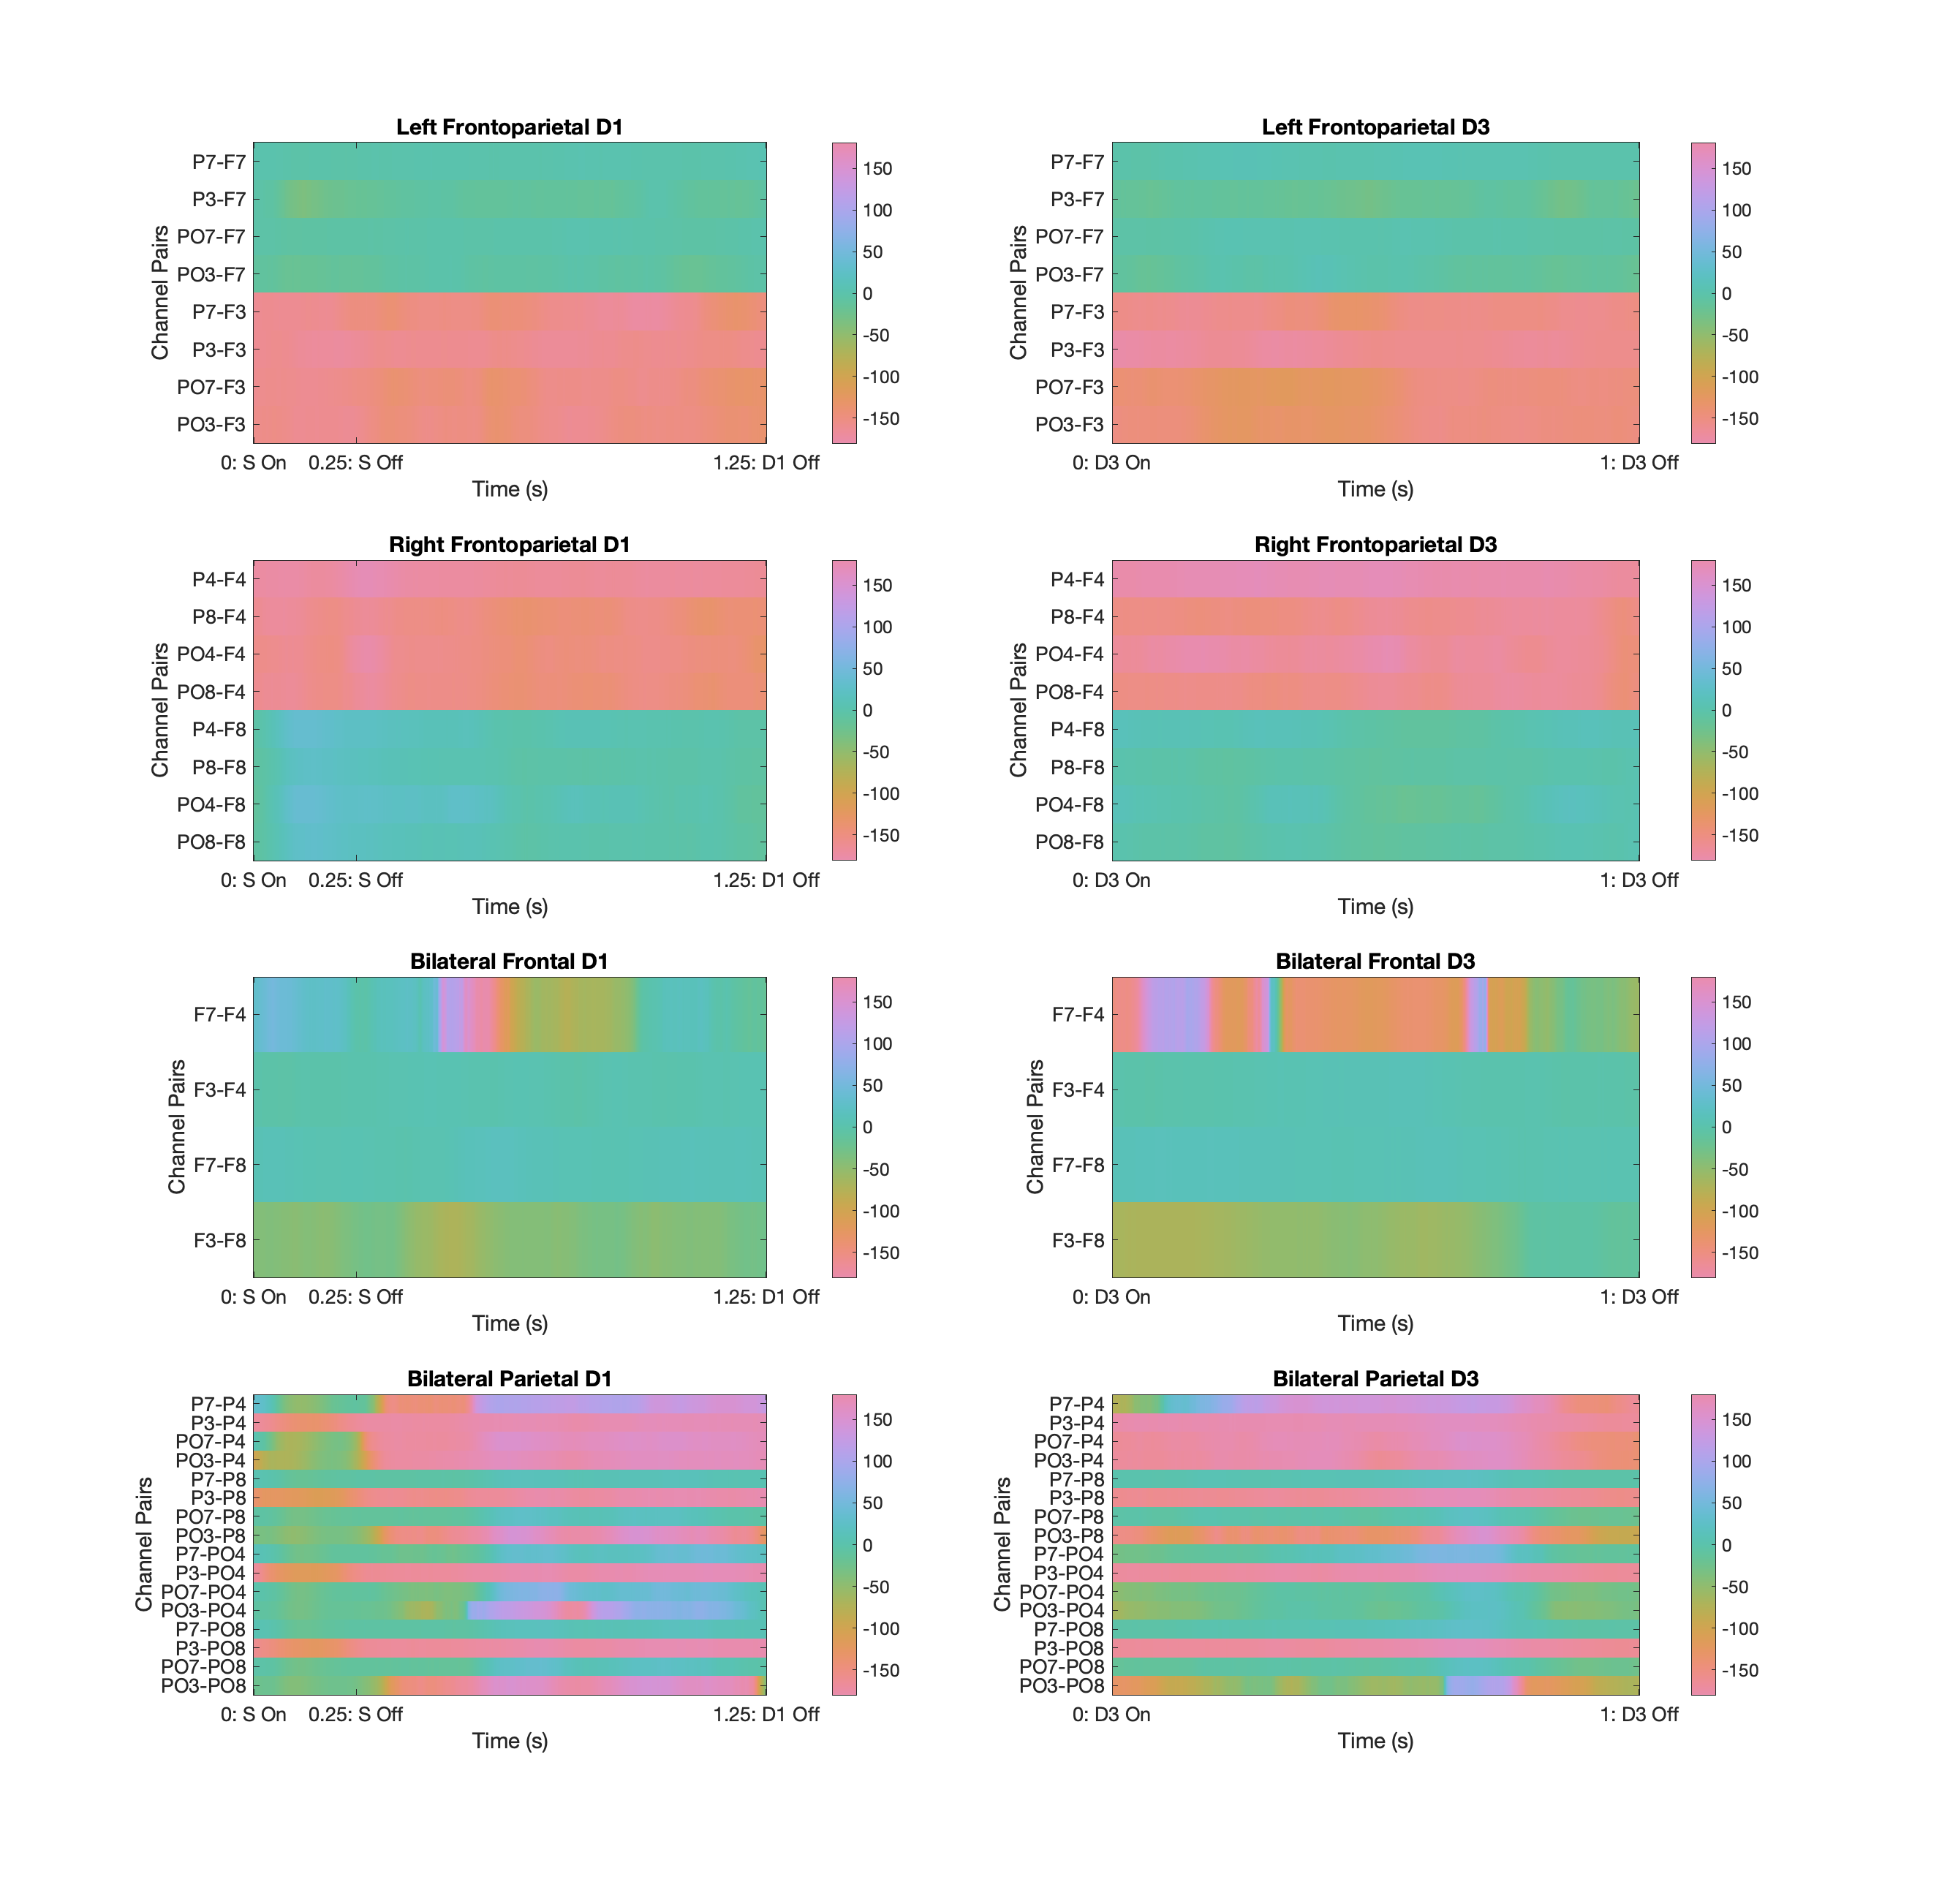 Left Frontoparietal D1
Channel Pairs
P7-F7
P3-F7
PO7-F7
PO3-F7
P7-F3
P3-F3
PO7-F3
PO3-F3
0: S On 0.25: S Off 1.25: D1 Off
Time (s)
150
100
50
0
-50
-100
-150
Left Frontoparietal D3
Channel Pairs
P7-F7
P3-F7
PO7-F7
PO3-F7
P7-F3
P3-F3
PO7-F3
PO3-F3
0: D3 On 1: D3 Off
Time (s)
150
100
50
0
-50
-100
-150
Right Frontoparietal D1
Channel Pairs
P4-F4
P8-F4
PO4-F4
PO8-F4
P4-F8
P8-F8
PO4-F8
PO8-F8
0: S On 0.25: S Off 1.25: D1 Off
Time (s)
150
100
50
0
-50
-100
-150
Right Frontoparietal D3
Channel Pairs
P4-F4
P8-F4
PO4-F4
PO8-F4
P4-F8
P8-F8
PO4-F8
PO8-F8
0: D3 On 1: D3 Off
Time (s)
150
100
50
0
-50
-100
-150
Bilateral Frontal D1
Channel Pairs
F7-F4
F3-F4
F7-F8
F3-F8
0: S On 0.25: S Off 1.25: D1 Off
Time (s)
150
100
50
0
-50
-100
-150
Bilateral Frontal D3
Channel Pairs
F7-F4
F3-F4
F7-F8
F3-F8
0: D3 On 1: D3 Off
Time (s)
150
100
50
0
-50
-100
-150
Bilateral Parietal D1
Channel Pairs
P7-P4
P3-P4
PO7-P4
PO3-P4
P7-P8
P3-P8
PO7-P8
PO3-P8
P7-PO4
P3-PO4
PO7-PO4
PO3-PO4
P7-PO8
P3-PO8
PO7-PO8
PO3-PO8
0: S On 0.25: S Off 1.25: D1 Off
Time (s)
150
100
50
0
-50
-100
-150
Bilateral Parietal D3
Channel Pairs
P7-P4
P3-P4
PO7-P4
PO3-P4
P7-P8
P3-P8
PO7-P8
PO3-P8
P7-PO4
P3-PO4
PO7-PO4
PO3-PO4
P7-PO8
P3-PO8
PO7-PO8
PO3-PO8
0: D3 On 1: D3 Off
Time (s)
150
100
50
0
-50
-100
-150